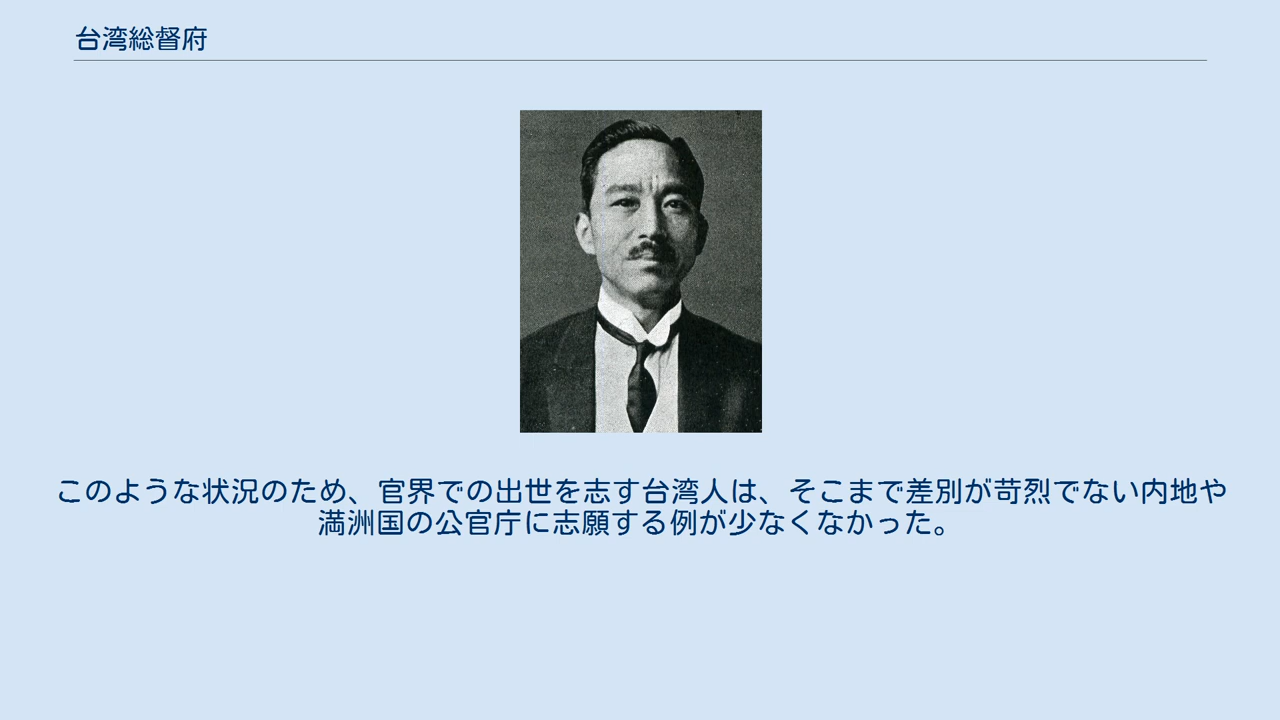 台湾総督府
このような状況のため、官界での出世を志す台湾人は、そこまで差別が苛烈でない内地や
満洲国の公官庁に志願する例が少なくなかった。